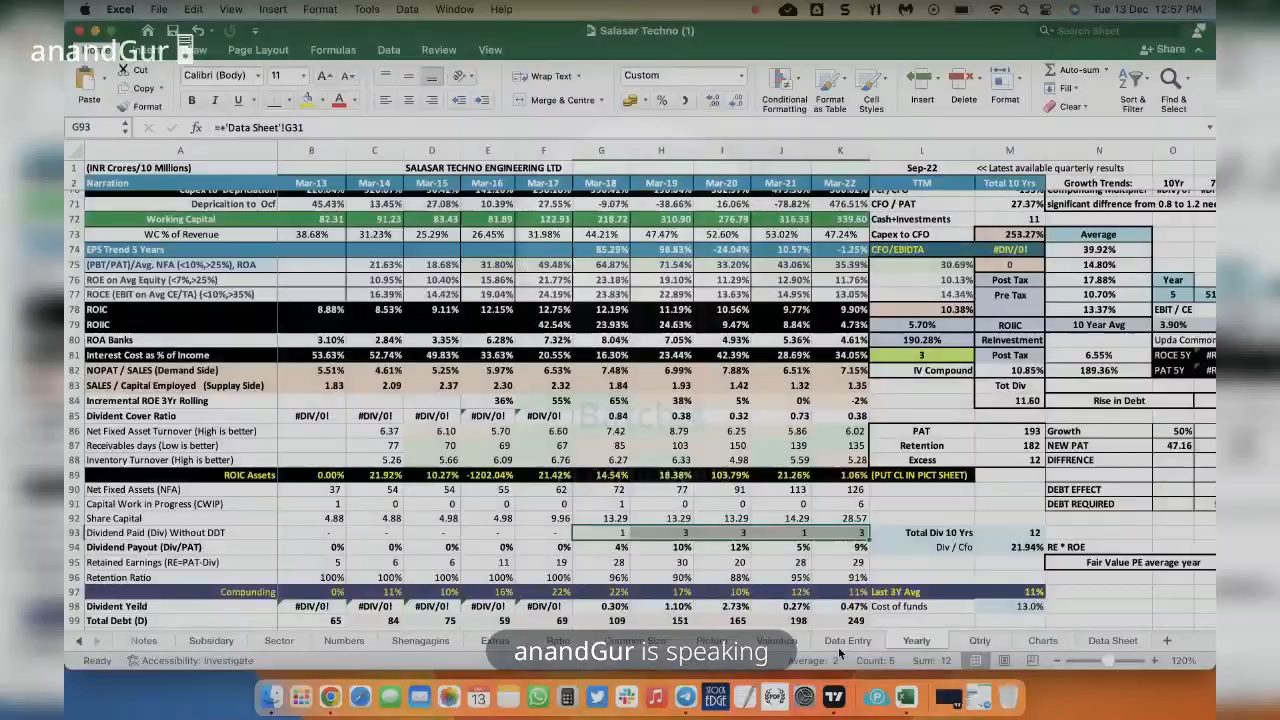 Excel File Edit View Insert Format Tools Data Window Help Tue 13 Dec 12:57 PM
Salasar Techno (1) Search Sheet
anandGur
Draw Page Layout Formulas Data Review View Share
Paste Cut Copy Format Calibri (Body) 11 Wrap Text Merge & Centre Custom Conditional Formatting Format as Table Cell Styles Insert Delete Format Auto-sum Fill Clear Sort & Filter Find & Select
G93 fx =+'Data Sheet'!G31
A B C D E F G H I J K L M N O
1 (INR Crores/10 Millions) SALASAR TECHNO ENGINEERING LTD Sep-22 << Latest available quarterly results
2 Narration Mar-13 Mar-14 Mar-15 Mar-16 Mar-17 Mar-18 Mar-19 Mar-20 Mar-21 Mar-22 TTM Total 10 Yrs Growth Trends: 10Yr 7
71 Depricaition to Ocf 45.43% 13.45% 27.08% 10.39% 27.55% -9.07% -38.66% 16.06% -78.82% 476.51% CFO / PAT 27.37% significant diffrence from 0.8 to 1.2 nee
72 Working Capital 82.31 91.23 83.43 81.89 122.91 218.72 310.90 276.79 316.33 339.60 Cash+Investments 11
73 WC % of Revenue 38.68% 31.23% 25.29% 26.45% 31.98% 44.19% 47.47% 52.60% 53.02% 47.24% Capex to CFO 253.27% Average
74 EPS Trend 5 Years 85.29% 98.83% -24.04% 10.57% -1.25% CFO/EBIDTA #DIV/0! 39.92%
75 (PBT/PAT)/Avg. NFA (<10%,>25%), ROA 21.63% 18.68% 31.80% 49.48% 64.87% 71.54% 33.20% 43.06% 35.39% 30.69% 0 14.80%
76 ROE on Avg Equity (<7%,>25%) 10.95% 10.40% 15.86% 21.77% 23.18% 19.10% 11.29% 12.90% 11.76% 10.13% Post Tax 17.88% Year
77 ROCE (EBIT on Avg CE/TA) (<10%,>35%) 16.39% 14.42% 19.04% 24.19% 23.83% 22.89% 13.63% 14.95% 13.05% 14.34% Pre Tax 10.70% 5 51
78 ROIC 8.88% 8.53% 9.11% 12.15% 12.75% 12.19% 11.19% 10.56% 9.77% 9.90% 10.38% 13.37% EBIT / CE
79 ROIIC 42.54% 23.93% 24.63% 9.47% 8.84% 4.73% 5.70% ROIIC 10 Year Avg 3.90%
80 ROA Banks 3.10% 2.84% 3.35% 6.28% 7.32% 8.04% 7.05% 4.93% 5.36% 4.61% 190.28% Reinvestment Upda Common
81 Interest Cost as % of Income 53.63% 52.74% 49.83% 33.63% 20.55% 16.30% 23.44% 42.39% 28.69% 34.05% 3 Post Tax 6.55% ROCE 5Y #R
82 NOPAT / SALES (Demand Side) 5.51% 4.61% 5.25% 5.97% 6.53% 7.48% 6.99% 7.88% 6.51% 7.15% IV Compound 10.85% 189.36% PAT 5Y #R
83 SALES / Capital Employed (Supplay Side) 1.83 2.09 2.37 2.30 2.32 1.84 1.93 1.42 1.32 1.35 Tot Div
84 Incremental ROE 3Yr Rolling 36% 55% 65% 38% 5% 0% -2% 11.60 Rise in Debt
85 Divident Cover Ratio #DIV/0! #DIV/0! #DIV/0! #DIV/0! #DIV/0! 0.84 0.38 0.32 0.73 0.38
86 Net Fixed Asset Turnover (High is better) 6.37 6.10 5.70 6.60 7.42 8.79 6.25 5.86 6.02 PAT 193 Growth 50%
87 Receivables days (Low is better) 77 70 69 67 85 103 150 139 135 Retention 182 NEW PAT 47.16
88 Inventory Turnover (High is better) 5.26 5.66 6.09 6.76 6.27 6.33 4.98 5.59 5.28 Excess 12 DIFFRENCE
89 ROIC Assets 0.00% 21.92% 10.27% -1202.04% 21.42% 14.54% 18.38% 103.79% 21.26% 1.06% (PUT CL IN PICT SHEET)
90 Net Fixed Assets (NFA) 37 54 54 55 62 72 77 91 113 126 DEBT EFFECT
91 Capital Work in Progress (CWIP) 1 0 0 0 0 0 0 0 0 6 DEBT REQUIRED
92 Share Capital 4.88 4.88 4.98 4.98 9.96 13.29 13.29 13.29 14.29 28.57
93 Dividend Paid (Div) Without DDT - - - - - 1 3 3 1 3 Total Div 10 Yrs 12
94 Dividend Payout (Div/PAT) 0% 0% 0% 0% 0% 4% 10% 12% 5% 9% Div / Cfo 21.94% RE * ROE
95 Retained Earnings (RE=PAT-Div) 5 6 6 11 19 28 30 20 28 29 Fair Value PE average year
96 Retention Ratio 100% 100% 100% 100% 100% 96% 90% 88% 95% 91%
97 Compunding 0% 11% 10% 16% 22% 22% 17% 10% 12% 11% Last 3Y Avg 11%
98 Divident Yeild #DIV/0! #DIV/0! #DIV/0! #DIV/0! #DIV/0! 0.30% 1.10% 2.73% 0.27% 0.47% Cost of funds 13.0%
99 Total Debt (D) 65 84 75 59 69 109 151 165 198 249
Notes Subsidary Sector Numbers Shenagins Extras Ratio Common Size Picture Valuation Data Entry Yearly Qtrly Charts Data Sheet +
anandGur is speaking
Ready Accessibility: Investigate Average: 2 Count: 5 Sum: 12 120%
DEC 13 STOCK EDGE